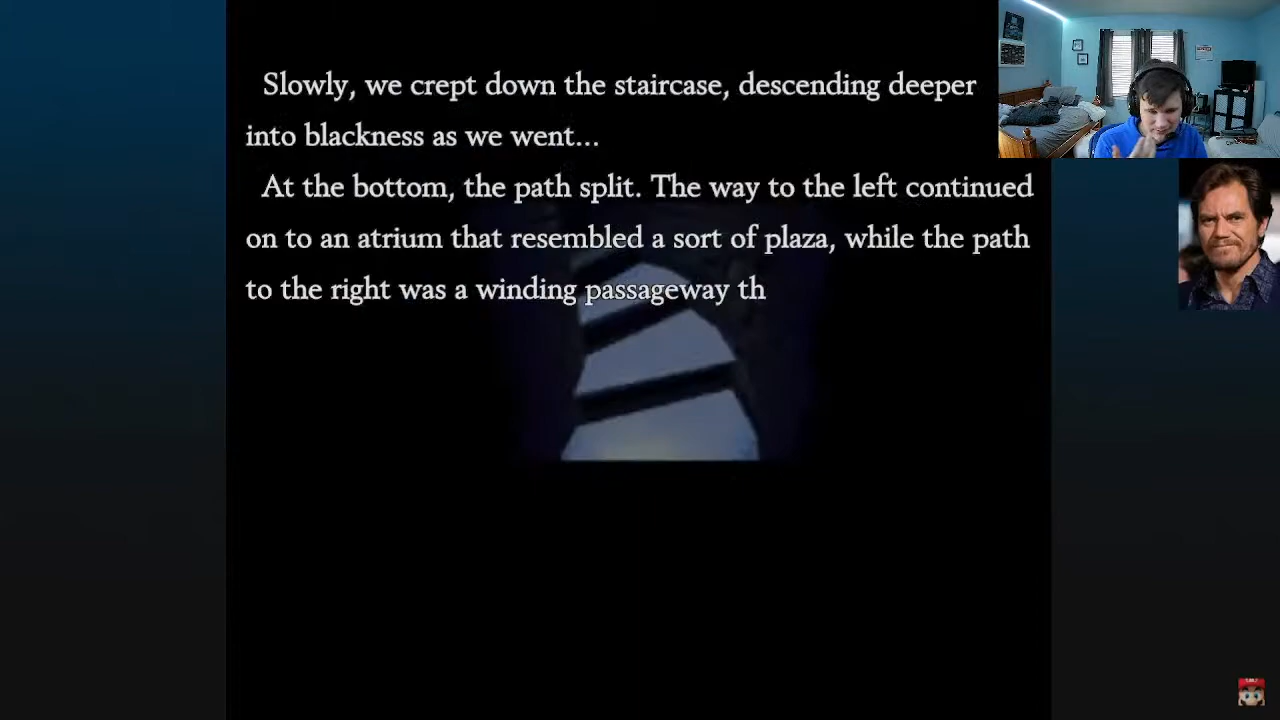 Slowly, we crept down the staircase, descending deeper
into blackness as we went...
At the bottom, the path split. The way to the left continued
on to an atrium that resembled a sort of plaza, while the path
to the right was a winding passageway th